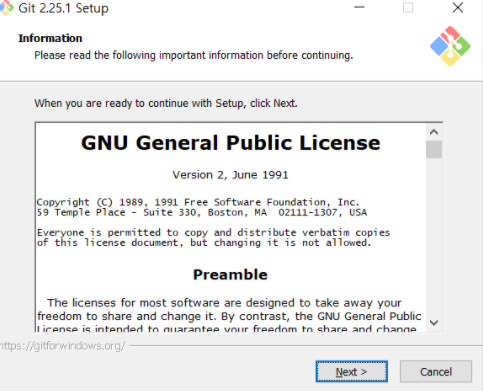 Git 2.25.1 Setup
Information
Please read the following important information before continuing.
When you are ready to continue with Setup, click Next.
GNU General Public License
Version 2, June 1991
Copyright (C) 1989, 1991 Free Software Foundation, Inc.
59 Temple Place - Suite 330, Boston, MA  02111-1307, USA
Everyone is permitted to copy and distribute verbatim copies
of this license document, but changing it is not allowed.
Preamble
The licenses for most software are designed to take away your
freedom to share and change it. By contrast, the GNU General Public
License is intended to guarantee your freedom to share and change
https://gitforwindows.org/
Next >
Cancel